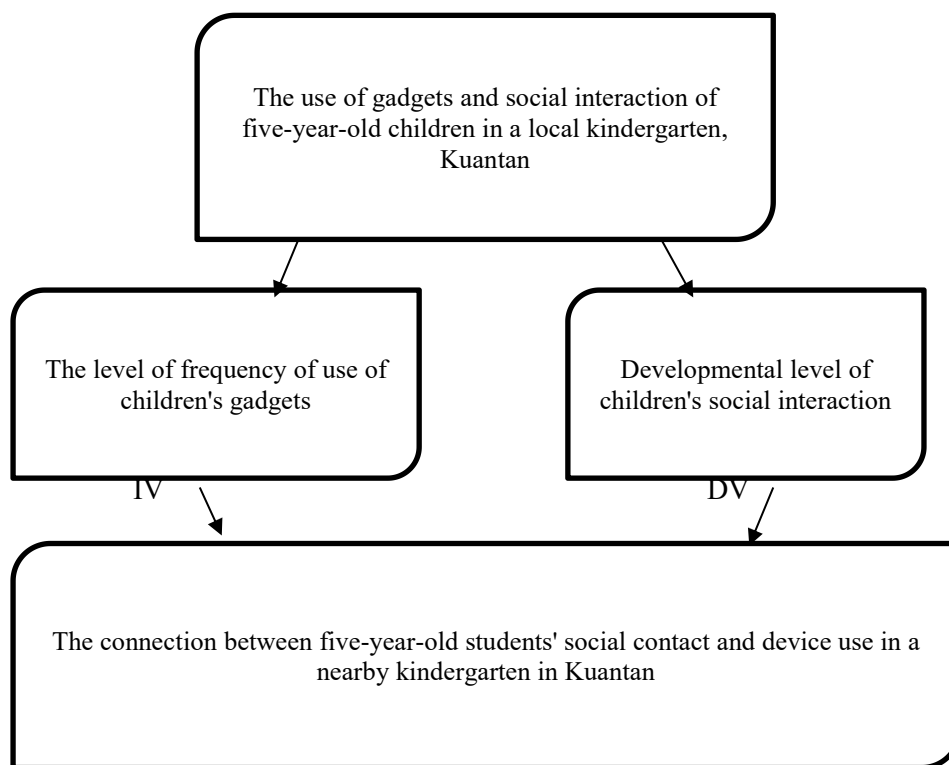 The use of gadgets and social interaction of
five-year-old children in a local kindergarten,
Kuantan
The level of frequency of use of
children's gadgets
Developmental level of
children's social interaction
IV
DV
The connection between five-year-old students' social contact and device use in a
nearby kindergarten in Kuantan